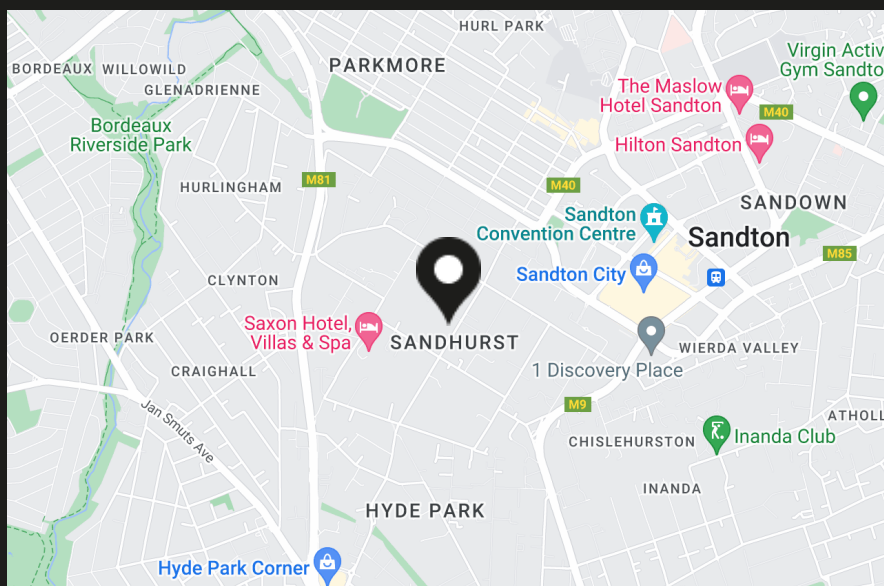 HURL PARK
Virgin Activ
Gym Sandto
PARKMORE
BORDEAUX
WILLOWILD
GLENADRIENNE
The Maslow
Hotel Sandton
M40
Bordeaux
Riverside Park
Hilton Sandton
M81
HURLINGHAM
M40
SANDOWN
Sandton
Convention Centre
Sandton
M85
Sandton City
CLYNTON
Saxon Hotel,
Villas & Spa
OERDER PARK
SANDHURST
WIERDA VALLEY
CRAIGHALL
1 Discovery Place
M9
Jan Smuts Ave
ATHOLL
CHISLEHURSTON
Inanda Club
INANDA
HYDE PARK
Hyde Park Corner